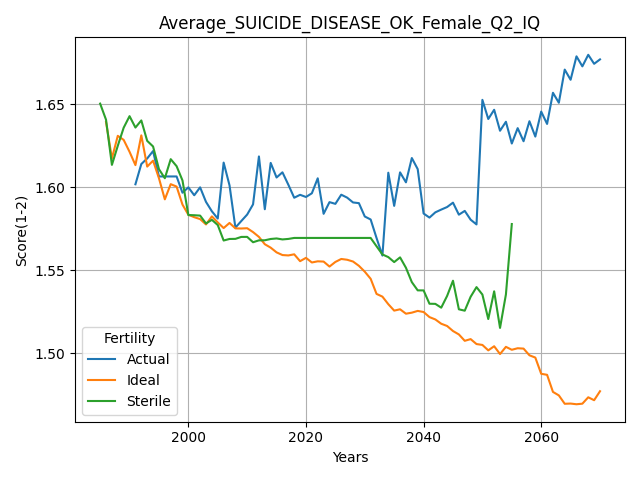 Average_SUICIDE_DISEASE_OK_Female_Q2_IQ
Score(1-2)
1.65
1.60
1.55
1.50
Fertility
Actual
Ideal
Sterile
2000 2020 2040 2060
Years